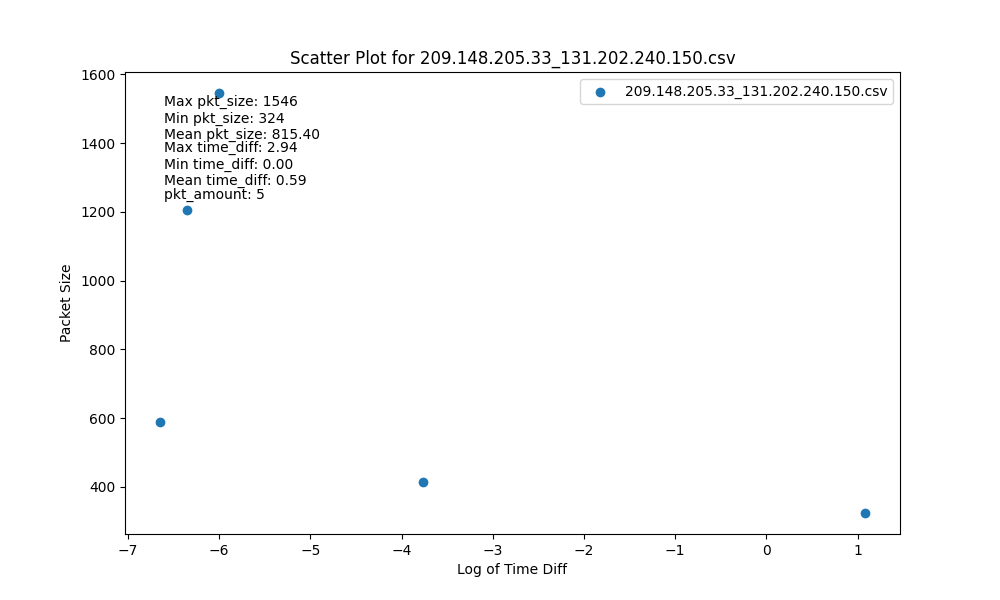 Scatter Plot for 209.148.205.33_131.202.240.150.csv
209.148.205.33_131.202.240.150.csv
Max pkt_size: 1546
Min pkt_size: 324
Mean pkt_size: 815.40
Max time_diff: 2.94
Min time_diff: 0.00
Mean time_diff: 0.59
pkt_amount: 5
Packet Size
1600
1400
1200
1000
800
600
400
−7 −6 −5 −4 −3 −2 −1 0 1
Log of Time Diff